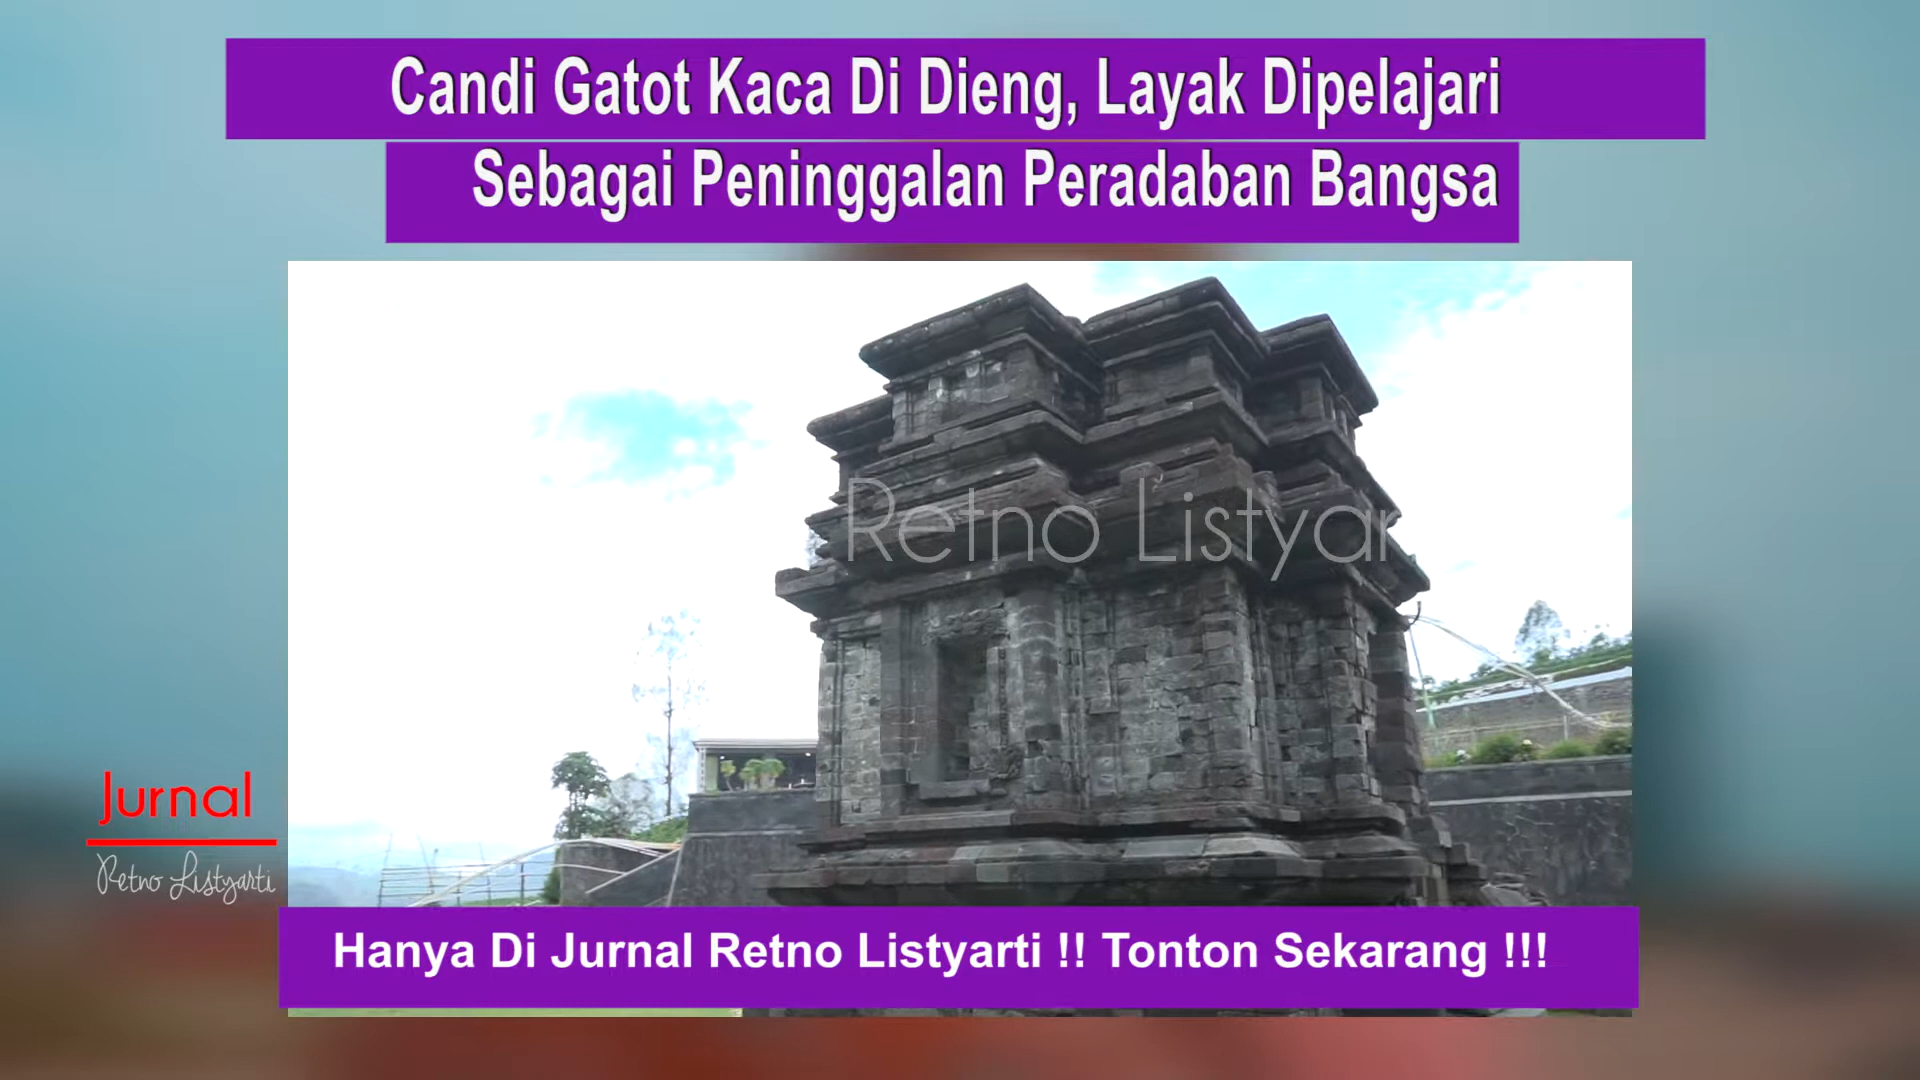 Candi Gatot Kaca Di Dieng, Layak Dipelajari
Sebagai Peninggalan Peradaban Bangsa
Retno Listyar
Jurnal
Retno Listyarti
Hanya Di Jurnal Retno Listyarti !! Tonton Sekarang !!!